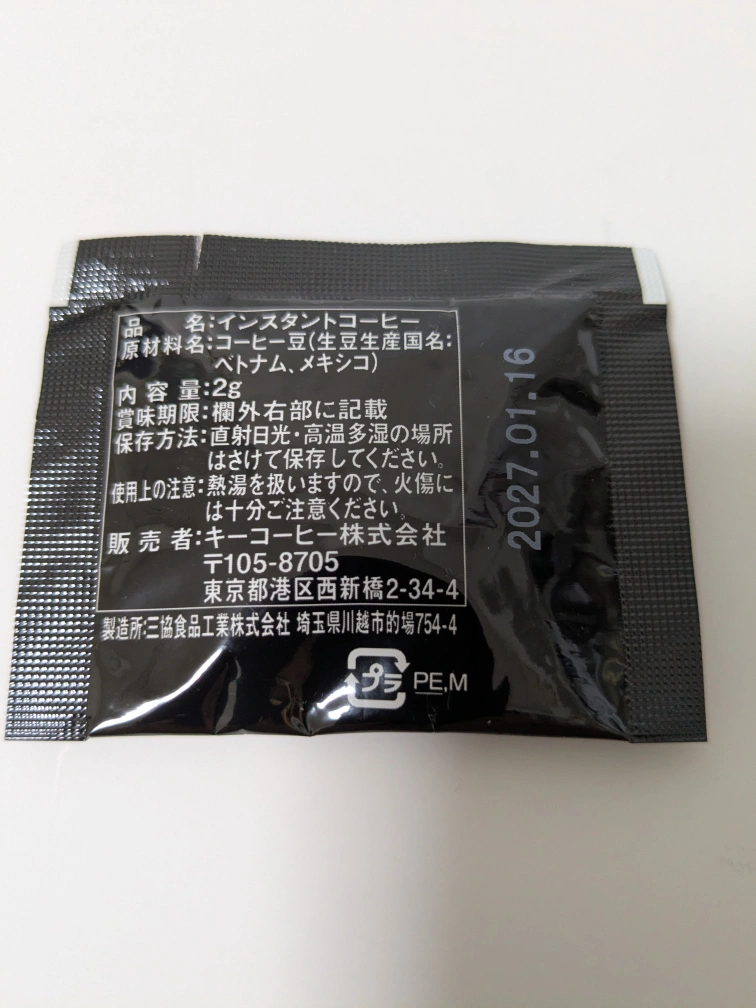 品名:インスタントコーヒー
原材料名:コーヒー豆(生豆生産国名:
ベトナム、メキシコ)
内容量:2g
賞味期限:欄外右部に記載
保存方法:直射日光・高温多湿の場所
はさけて保存してください。
使用上の注意:熱湯を扱いますので、火傷に
は十分ご注意ください。
販売者:キーコーヒー株式会社
〒105-8705
東京都港区西新橋2-34-4
製造所:三協食品工業株式会社 埼玉県川越市的場754-4
プラ PE,M
2027.01.16